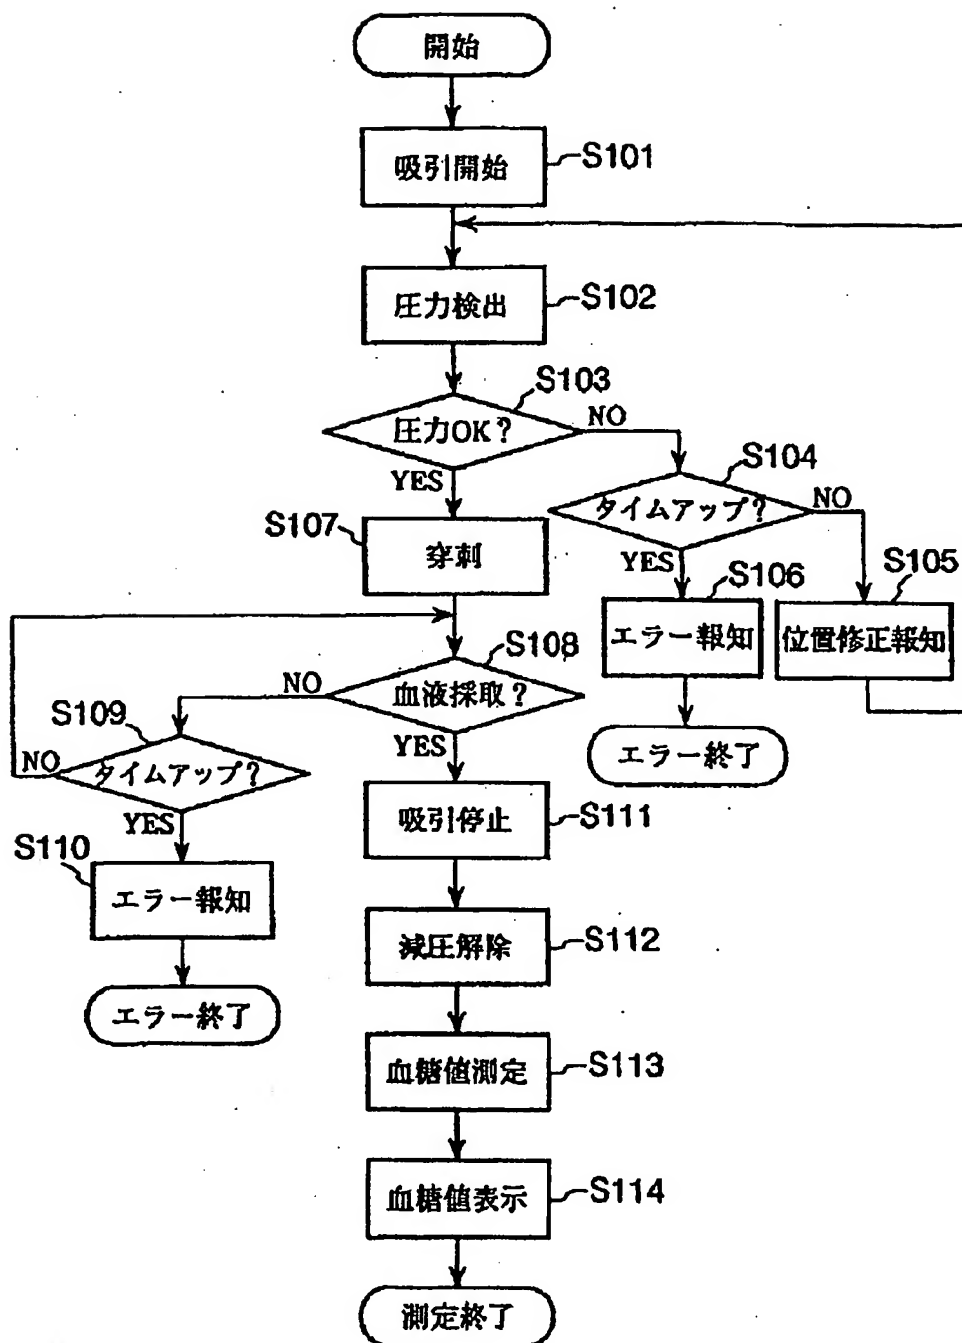 開始
吸引開始
S101
圧力検出
S102
S103
圧力OK?
NO
YES
S104
タイムアップ?
NO
YES
S107
穿刺
S106
エラー報知
S105
位置修正報知
エラー終了
S108
血液採取?
NO
YES
S109
タイムアップ?
NO
YES
S110
エラー報知
エラー終了
吸引停止
S111
減圧解除
S112
血糖値測定
S113
血糖値表示
S114
測定終了